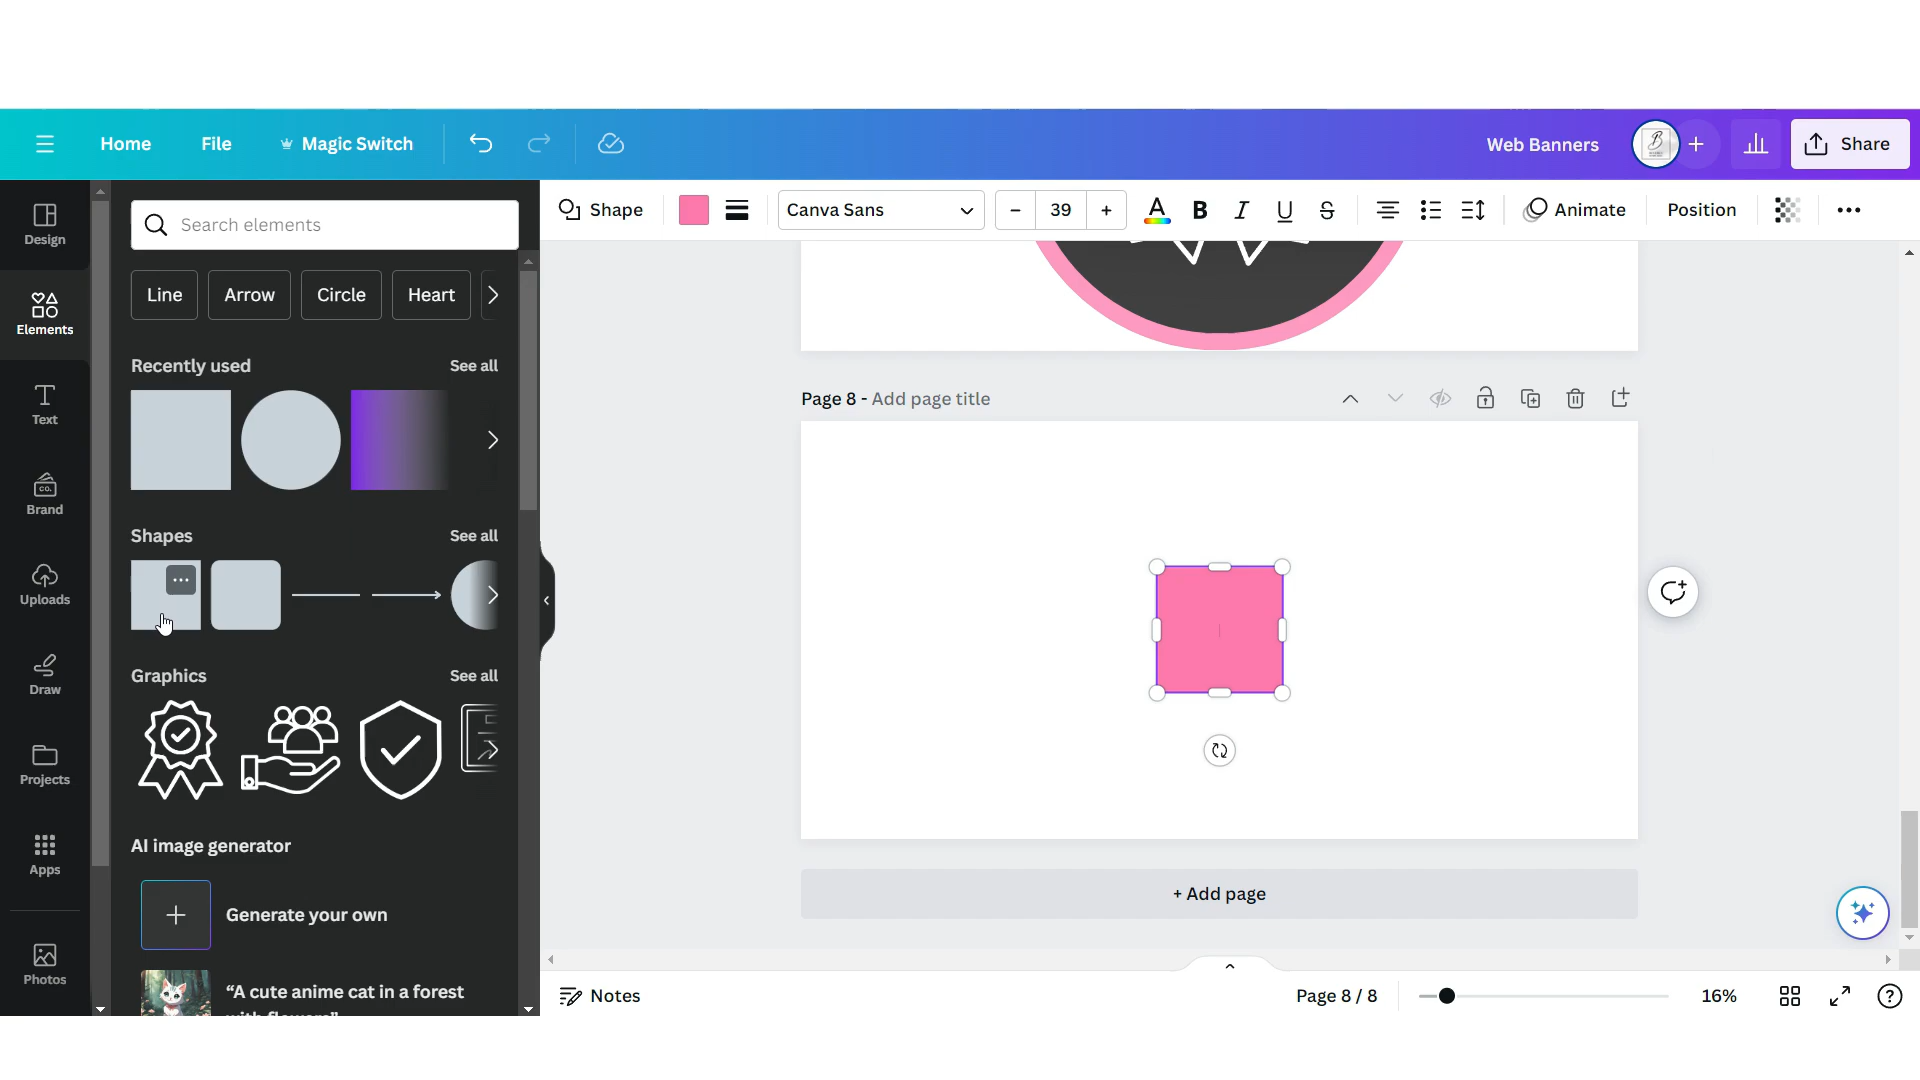 Home
File
Magic Switch
Web Banners
Share
Design
Elements
Text
Brand
CO.
Uploads
Draw
Projects
Apps
Photos
Search elements
Line
Arrow
Circle
Heart
Recently used
See all
Shapes
See all
Graphics
See all
AI image generator
Generate your own
“A cute anime cat in a forest
with flowers”
Shape
Canva Sans
39
A
B
I
U
S
Animate
Position
Page 8 - Add page title
+ Add page
Notes
Page 8 / 8
16%